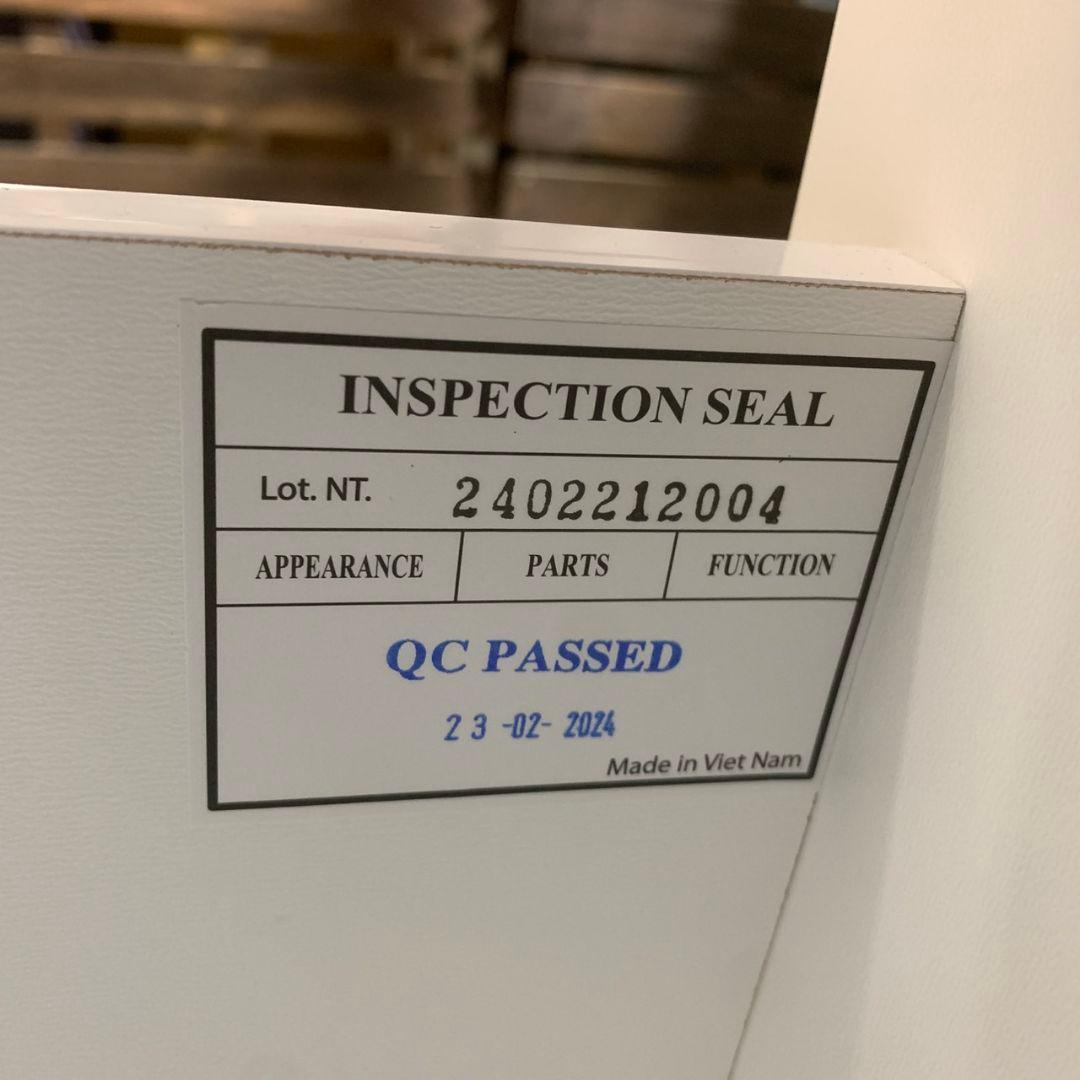 INSPECTION SEAL
Lot. NT. 2402212004
APPEARANCE PARTS FUNCTION
QC PASSED
23 -02- 2024
Made in Viet Nam